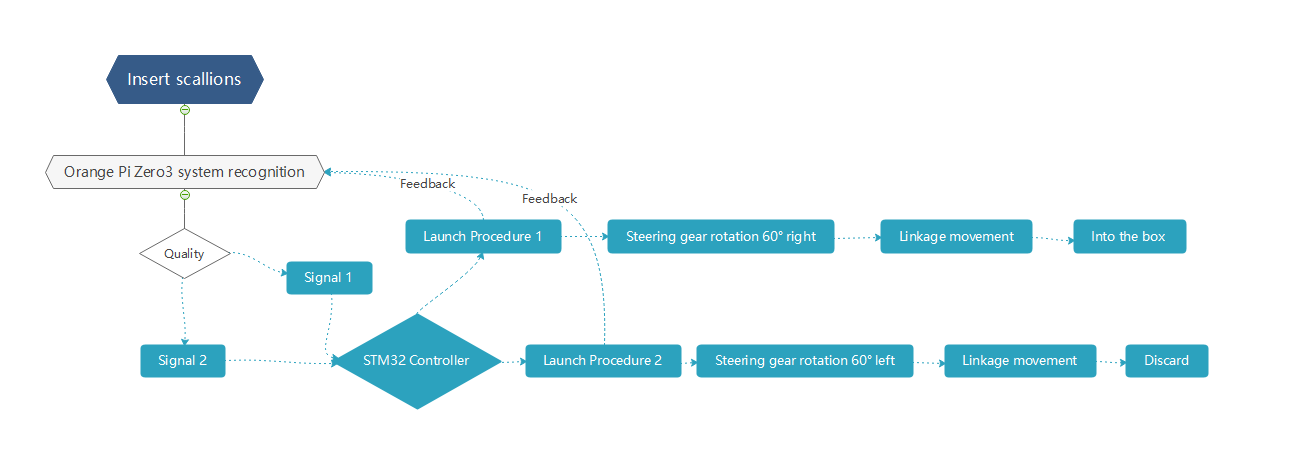 Insert scallions
Orange Pi Zero3 system recognition
Feedback
Feedback
Quality
Launch Procedure 1
Steering gear rotation 60° right
Linkage movement
Into the box
Signal 1
Signal 2
STM32 Controller
Launch Procedure 2
Steering gear rotation 60° left
Linkage movement
Discard